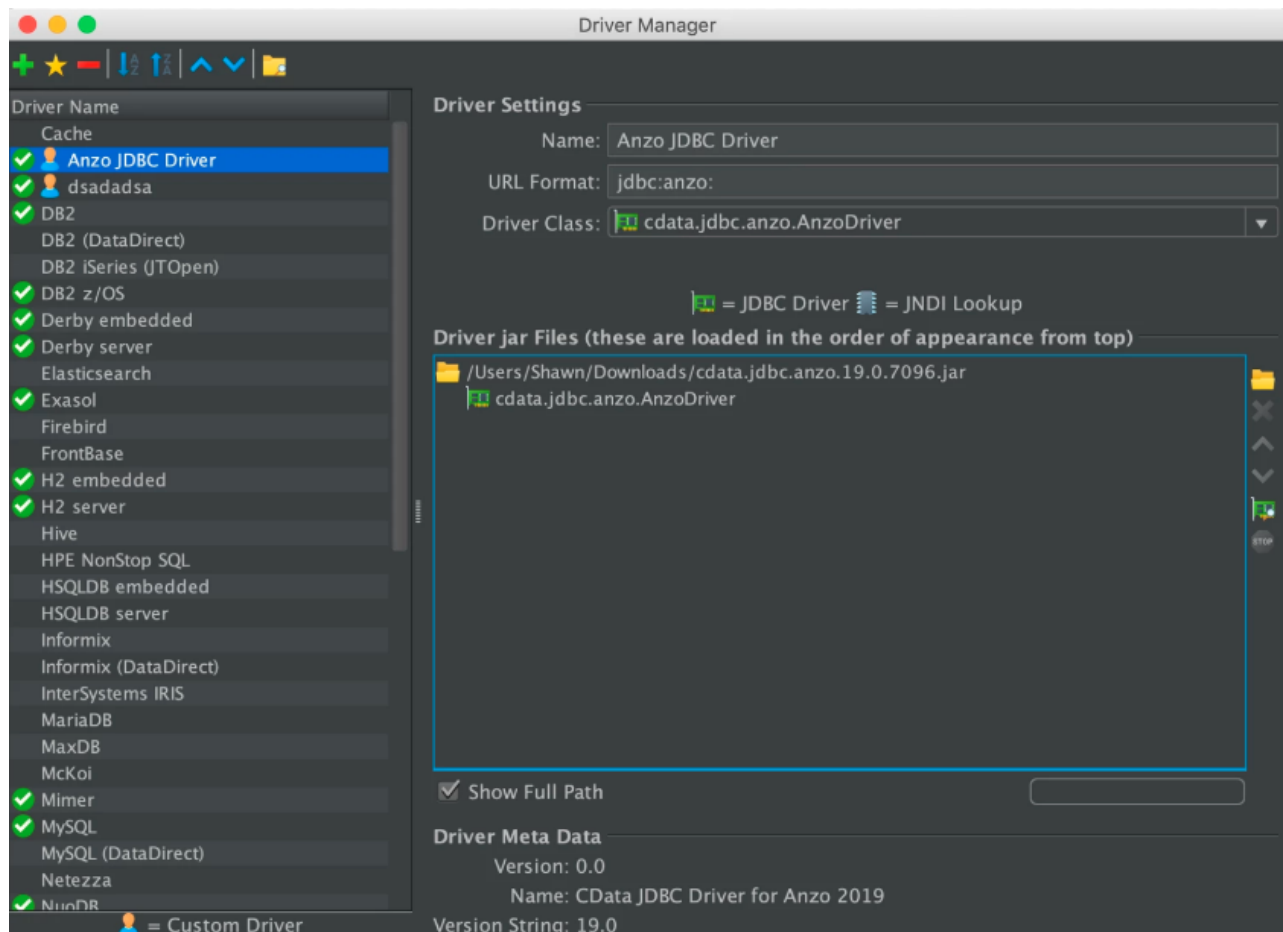 Driver Manager
Driver Name
Cache
Anzo JDBC Driver
dsadadsa
DB2
DB2 (DataDirect)
DB2 iSeries (JTOpen)
DB2 z/OS
Derby embedded
Derby server
Elasticsearch
Exasol
Firebird
FrontBase
H2 embedded
H2 server
Hive
HPE NonStop SQL
HSQLDB embedded
HSQLDB server
Informix
Informix (DataDirect)
InterSystems IRIS
MariaDB
MaxDB
McKoi
Mimer
MySQL
MySQL (DataDirect)
Netezza
NuoDB
= Custom Driver
Driver Settings
Name: Anzo JDBC Driver
URL Format: jdbc:anzo:
Driver Class: cdata.jdbc.anzo.AnzoDriver
= JDBC Driver = JNDI Lookup
Driver jar Files (these are loaded in the order of appearance from top)
/Users/Shawn/Downloads/cdata.jdbc.anzo.19.0.7096.jar
cdata.jdbc.anzo.AnzoDriver
STOP
Show Full Path
Driver Meta Data
Version: 0.0
Name: CData JDBC Driver for Anzo 2019
Version String: 19.0